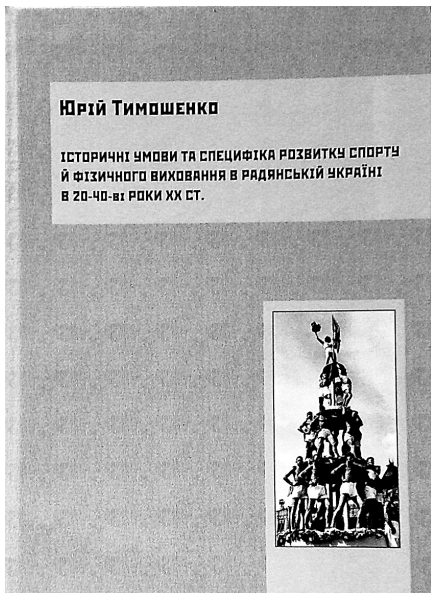 Юрій Тимошенко
Історичні умови та специфіка розвитку спорту
й фізичного виховання в Радянській Україні
в 20-40-ві роки ХХ ст.